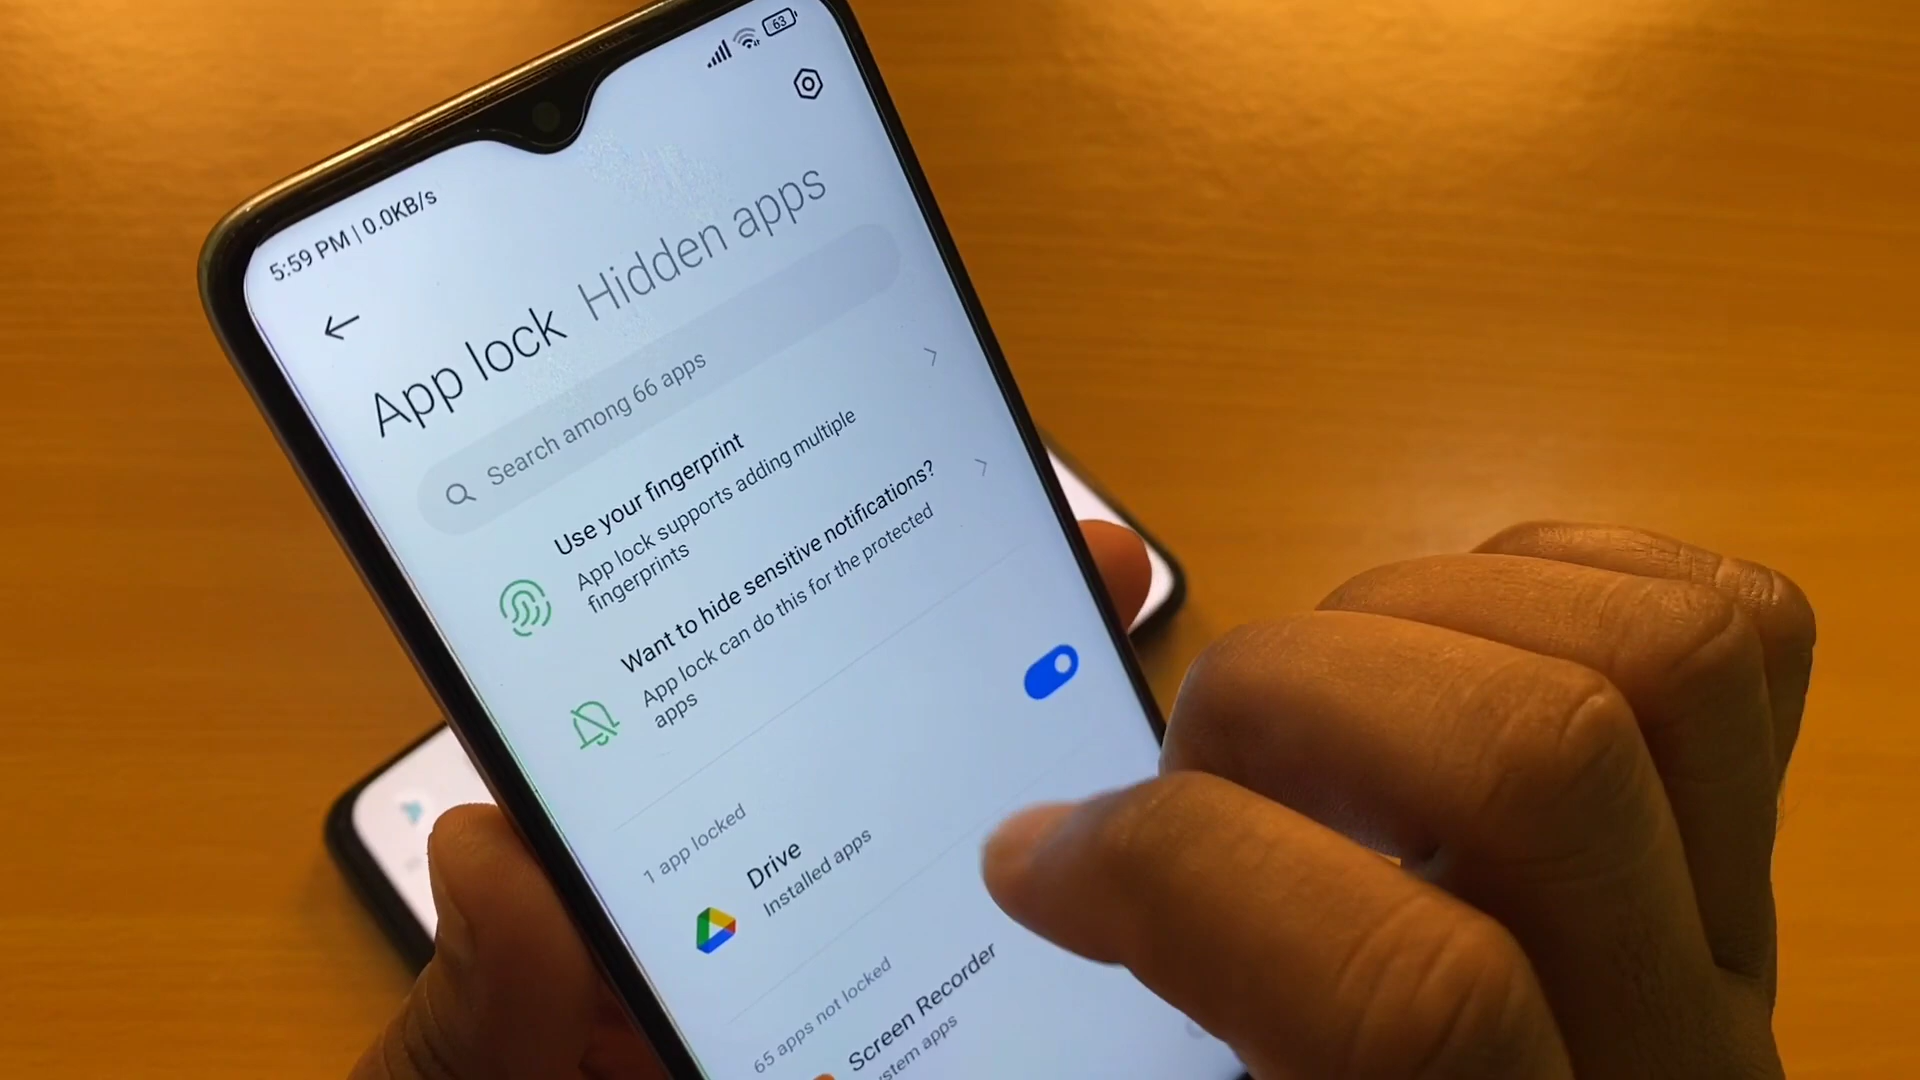 5:59 PM | 0.0KB/s
63
App lock Hidden apps
Search among 66 apps
Use your fingerprint
App lock supports adding multiple
fingerprints
Want to hide sensitive notifications?
App lock can do this for the protected
apps
1 app locked
Drive
Installed apps
65 apps not locked
Screen Recorder
stem apps